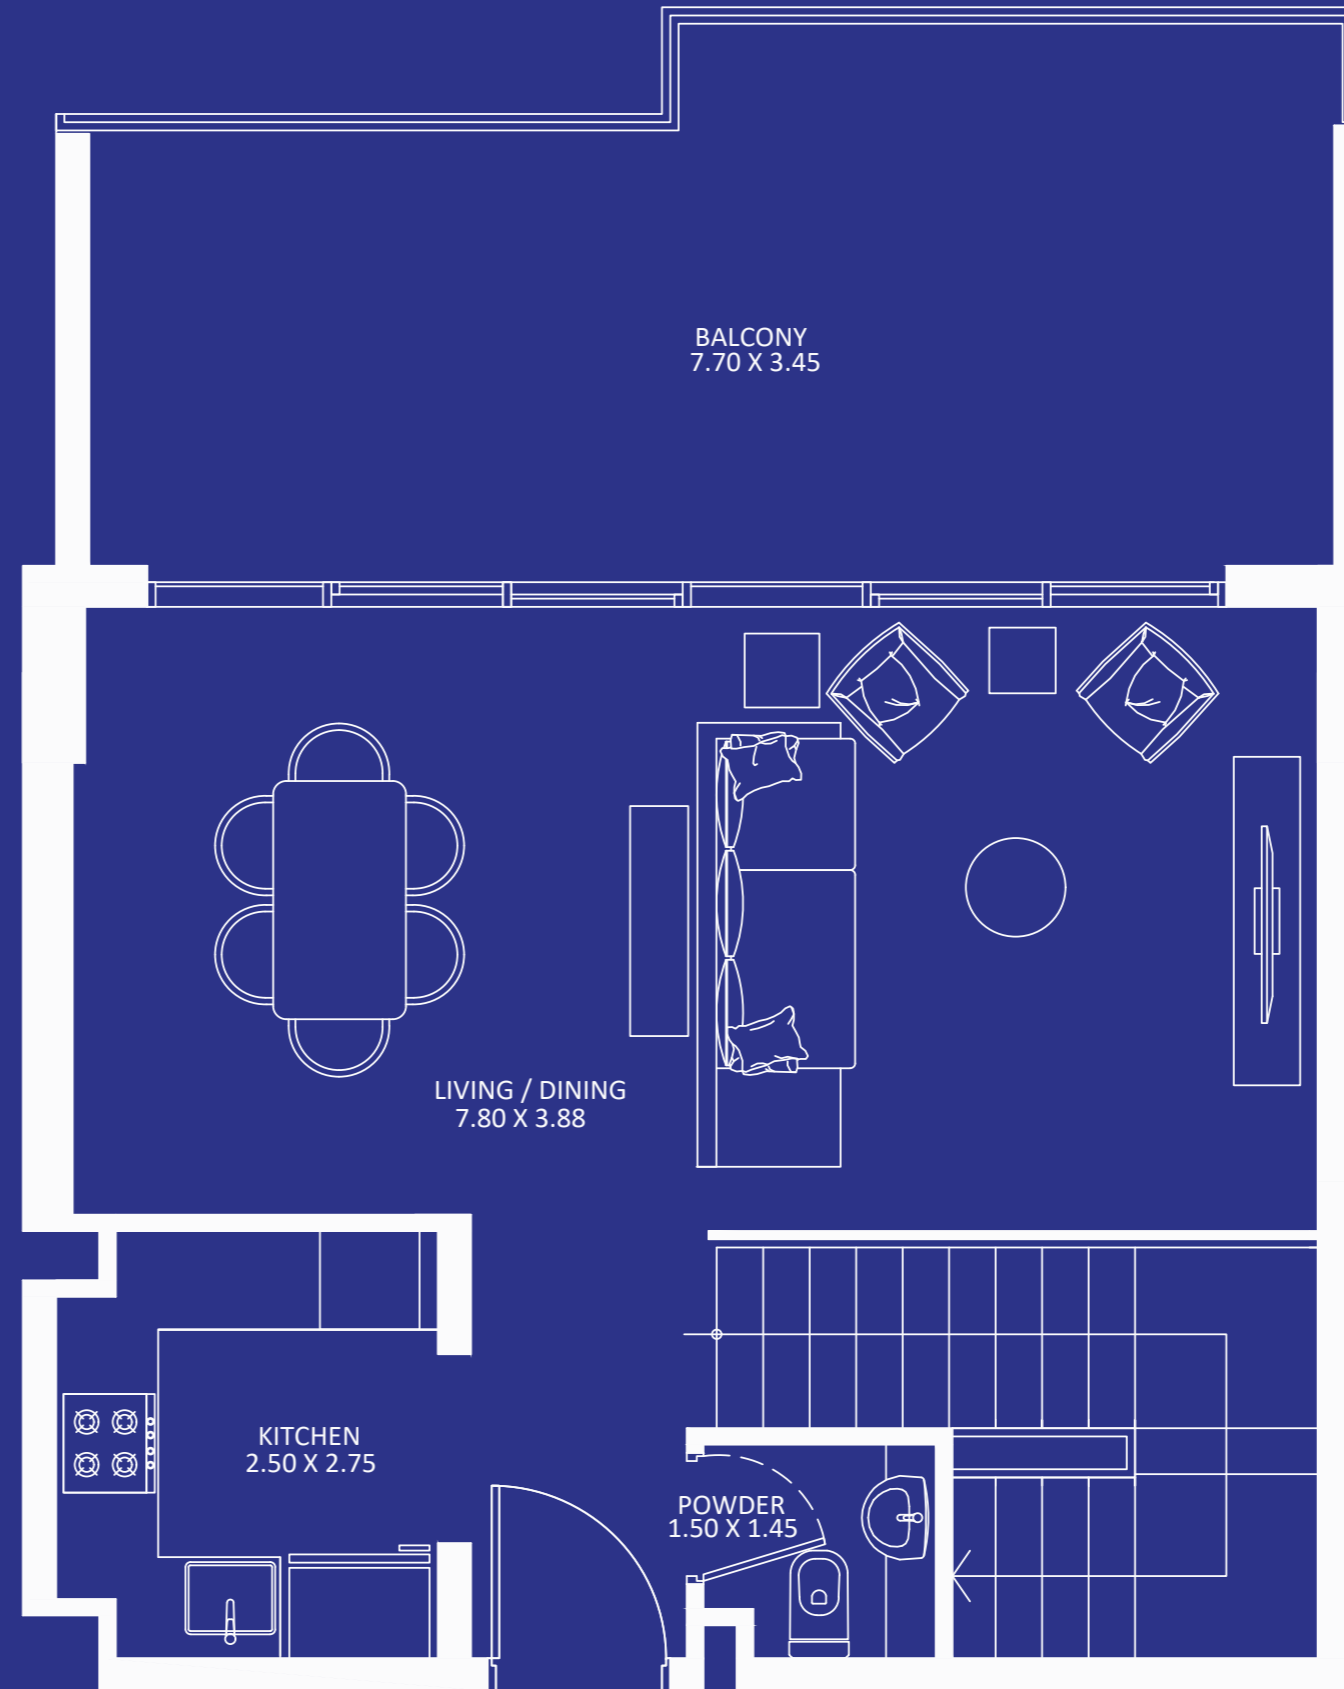 BALCONY
7.70 X 3.45
LIVING / DINING
7.80 X 3.88
KITCHEN
2.50 X 2.75
POWDER
1.50 X 1.45